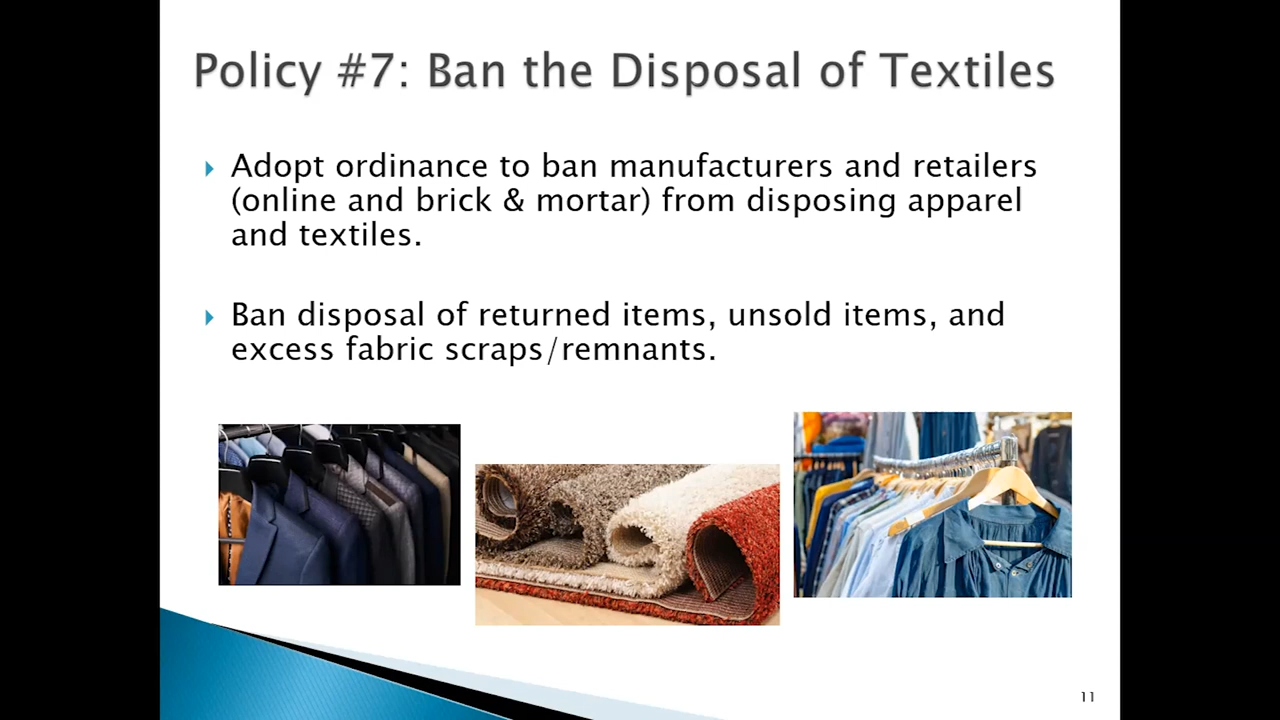 Policy #7: Ban the Disposal of Textiles
Adopt ordinance to ban manufacturers and retailers
(online and brick & mortar) from disposing apparel
and textiles.
Ban disposal of returned items, unsold items, and
excess fabric scraps/remnants.
11